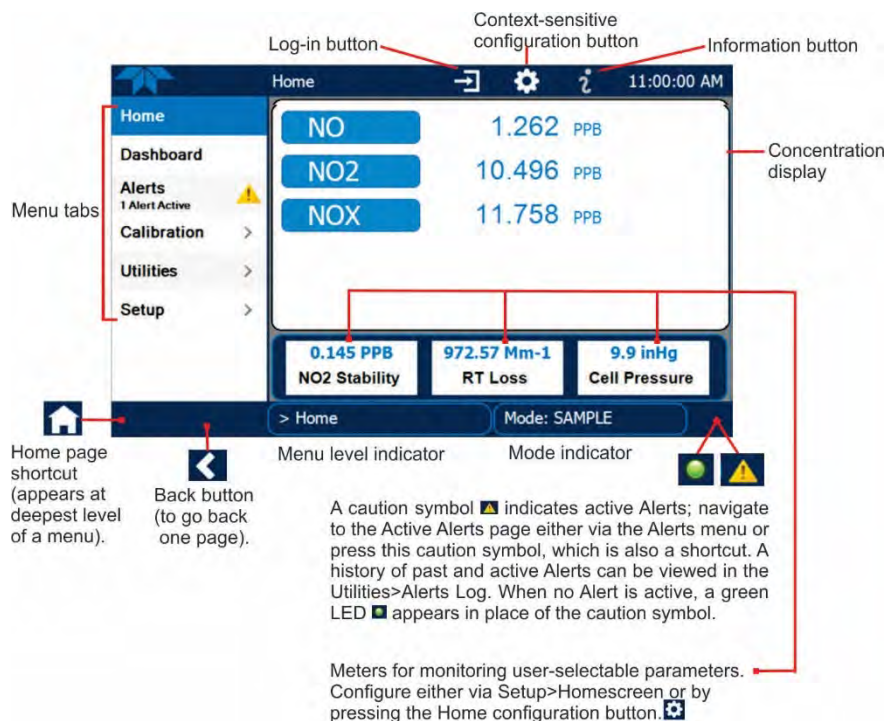 Context-sensitive
configuration button
Log-in button
Information button
Home
11:00:00 AM
Home
Dashboard
Alerts
1 Alert Active
Calibration >
Utilities >
Setup >
Menu tabs
NO 1.262 PPB
NO2 10.496 PPB
NOX 11.758 PPB
Concentration
display
0.145 PPB
NO2 Stability
972.57 Mm-1
RT Loss
9.9 inHg
Cell Pressure
> Home
Mode: SAMPLE
Home page
shortcut
(appears at
deepest level
of a menu).
Back button
(to go back
one page).
Menu level indicator
Mode indicator
A caution symbol indicates active Alerts; navigate
to the Active Alerts page either via the Alerts menu or
press this caution symbol, which is also a shortcut. A
history of past and active Alerts can be viewed in the
Utilities>Alerts Log. When no Alert is active, a green
LED appears in place of the caution symbol.
Meters for monitoring user-selectable parameters.
Configure either via Setup>Homescreen or by
pressing the Home configuration button.